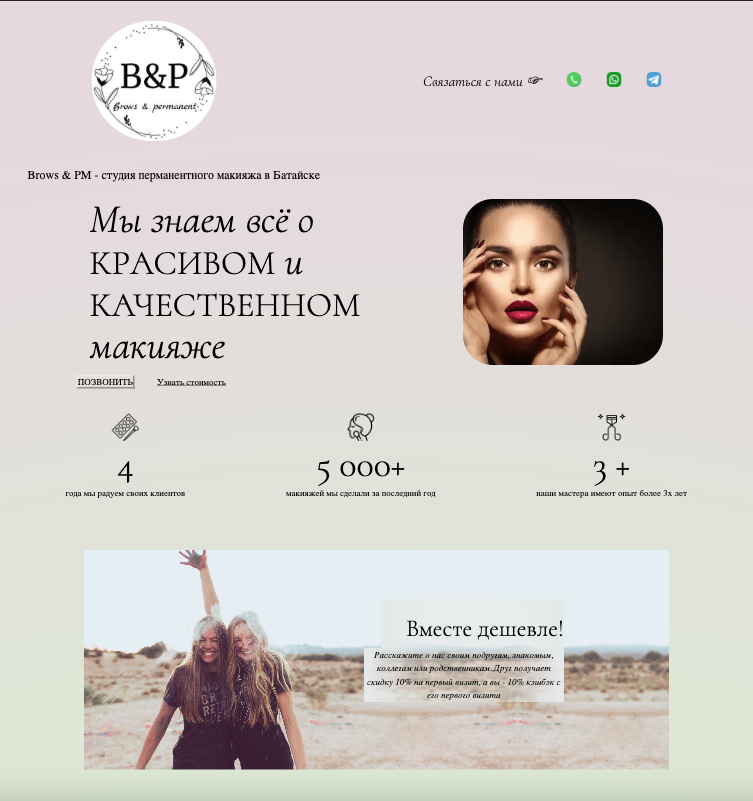 B&P
Brows & permanent
Связаться с нами ☞
Brows & PM - студия перманентного макияжа в Батайске
Мы знаем всё о
КРАСИВОМ и
КАЧЕСТВЕННОМ
макияже
ПОЗВОНИТЬ Узнать стоимость
4
года мы радуем своих клиентов
5 000+
макияжей мы сделали за последний год
3 +
наши мастера имеют опыт более 3х лет
Вместе дешевле!
Расскажите о нас своим подругам, знакомым,
коллегам или родственникам. Друг получает
скидку 10% на первый визит, а вы - 10% кэшбэк с
его первого визита